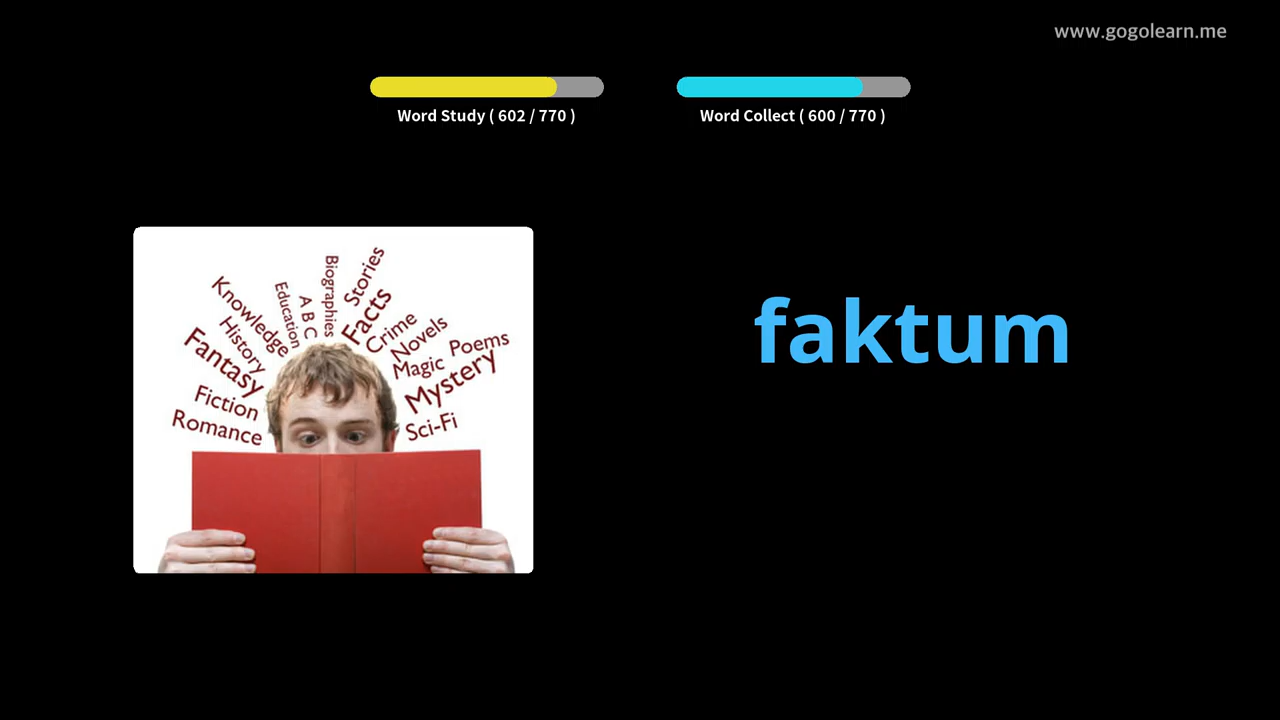 www.gogolearn.me
Word Study ( 602 / 770 )
Word Collect ( 600 / 770 )
Romance
Fiction
Fantasy
History
Knowledge
Education
A B C
Biographies
Stories
Facts
Crime
Novels
Magic
Poems
Mystery
Sci-Fi
faktum